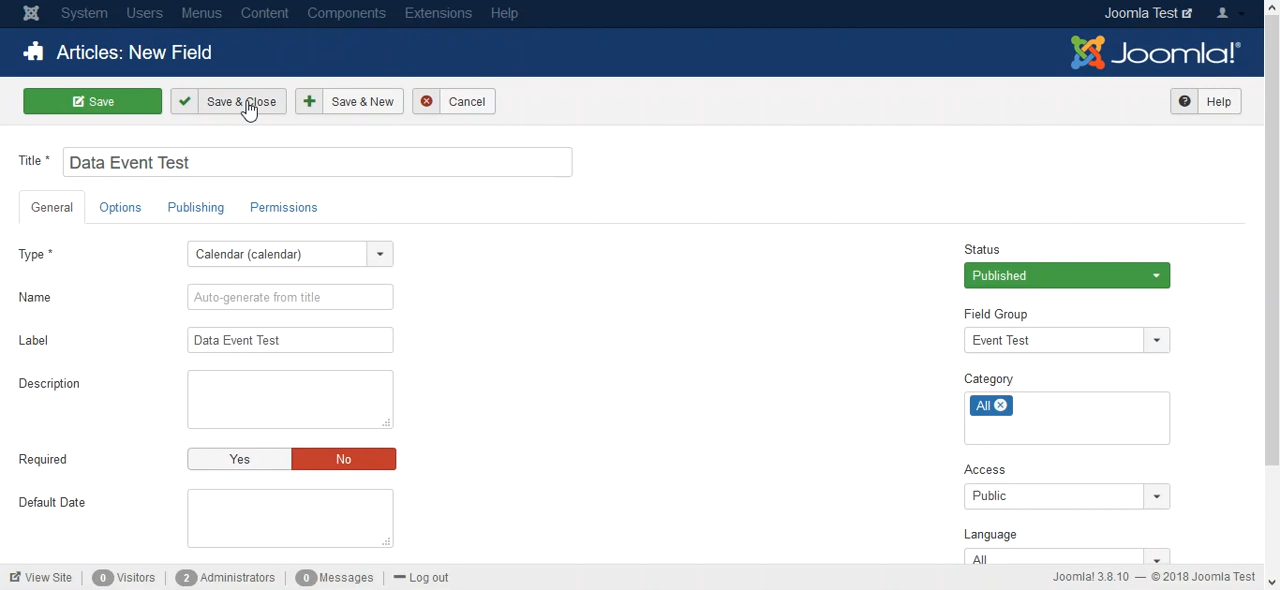 System Users Menus Content Components Extensions Help Joomla Test
Articles: New Field Joomla!®
Save Save & Close Save & New Cancel Help
Title * Data Event Test
General Options Publishing Permissions
Type * Calendar (calendar)
Name Auto-generate from title
Label Data Event Test
Description
Required Yes No
Default Date
Status
Published
Field Group
Event Test
Category
All
Access
Public
Language
All
View Site 0 Visitors 2 Administrators 0 Messages Log out Joomla! 3.8.10 — © 2018 Joomla Test